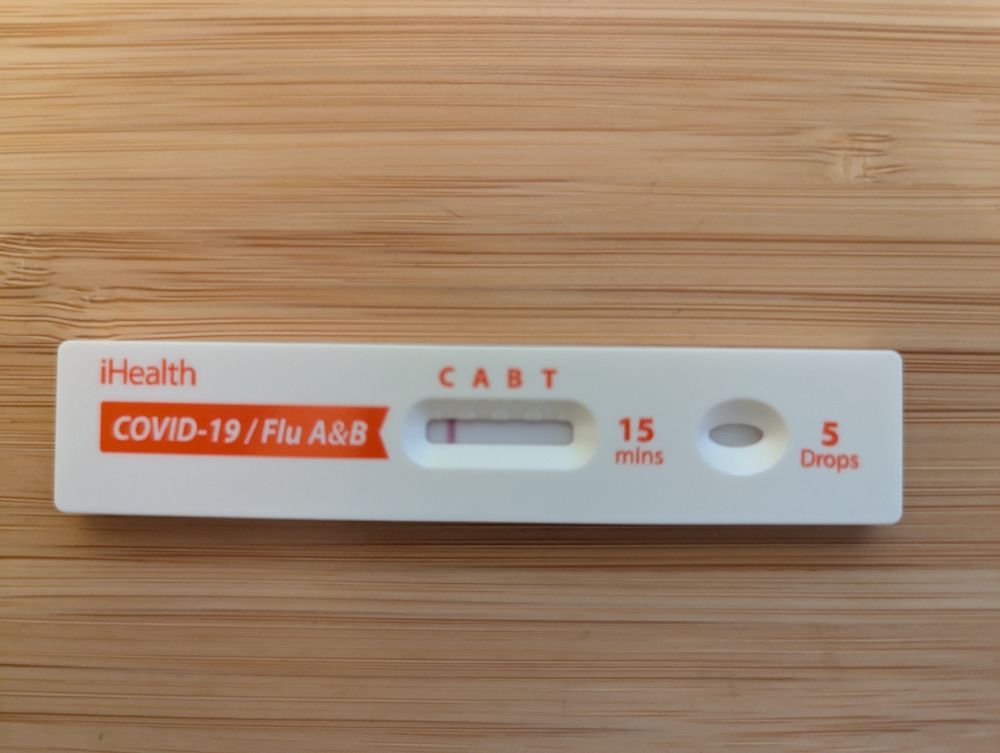 iHealth
COVID-19 / Flu A&B
C A B T
15
mins
5
Drops